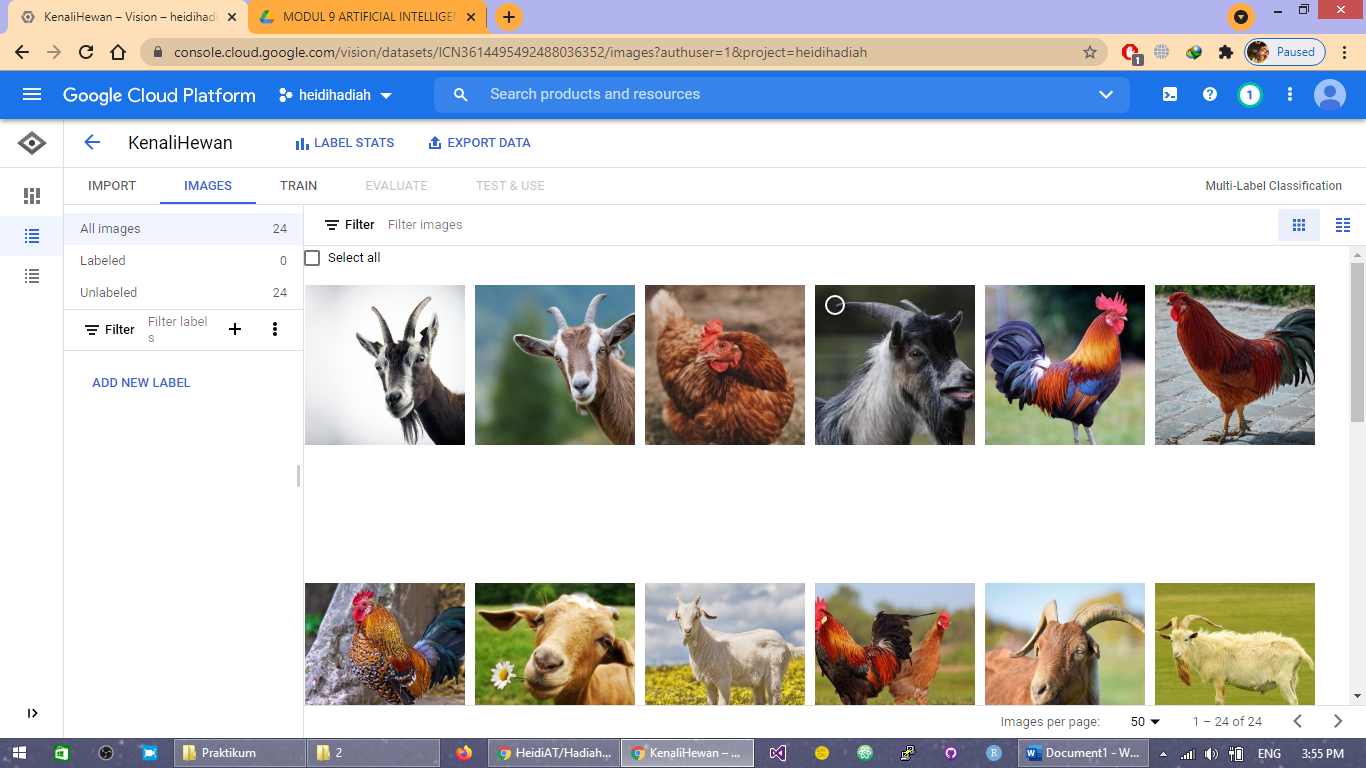 KenaliHewan – Vision – heidihadi
MODUL 9 ARTIFICIAL INTELLIGEN
console.cloud.google.com/vision/datasets/ICN3614495492488036352/images?authuser=1&project=heidihadiah
1
Paused
Google Cloud Platform
heidihadiah
Search products and resources
1
KenaliHewan
LABEL STATS
EXPORT DATA
IMPORT
IMAGES
TRAIN
EVALUATE
TEST & USE
Multi-Label Classification
All images 24
Labeled 0
Unlabeled 24
Filter
Filter label
s
ADD NEW LABEL
Filter
Filter images
Select all
Images per page:
50
1 – 24 of 24
Praktikum
2
HeidiAT/Hadiah...
KenaliHewan – ...
R
Document1 - W...
ENG
3:55 PM